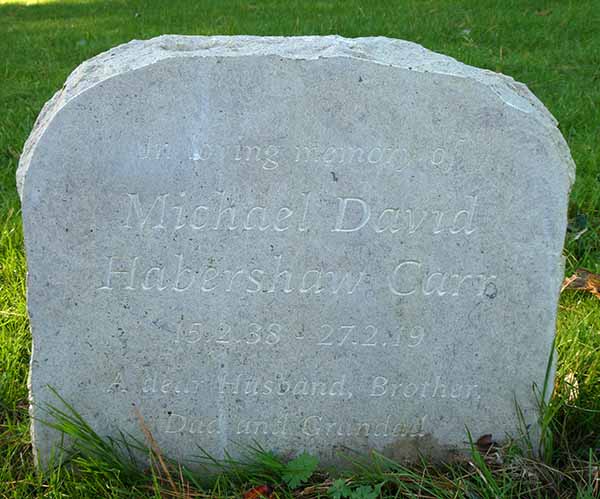 In loving memory of
Michael David
Habershaw Carr
15.2.38 - 27.2.19
A dear Husband, Brother,
Dad and Grandad